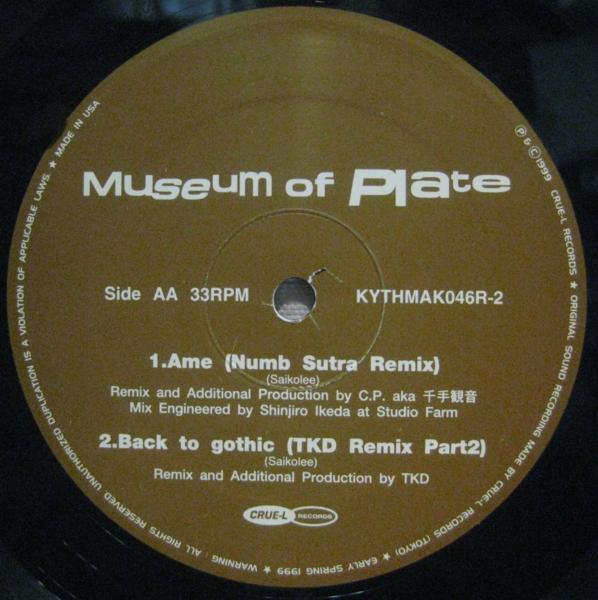 Museum of Plate
Side AA 33RPM
KYTHMAK046R-2
1.Ame (Numb Sutra Remix)
(Saikolee)
Remix and Additional Production by C.P. aka 千手観音
Mix Engineered by Shinjiro Ikeda at Studio Farm
2.Back to gothic (TKD Remix Part2)
(Saikolee)
Remix and Additional Production by TKD
CRUE-L RECORDS
℗ & © 1999 CRUE-L RECORDS ★ ORIGINAL SOUND RECORDING MADE BY CRUE-L RECORDS (TOKYO) ★ EARLY SPRING 1999 ★ WARNING : ALL RIGHTS RESERVED UNAUTHORIZED DUPLICATION IS A VIOLATION OF APPLICABLE LAWS. ★ MADE IN USA